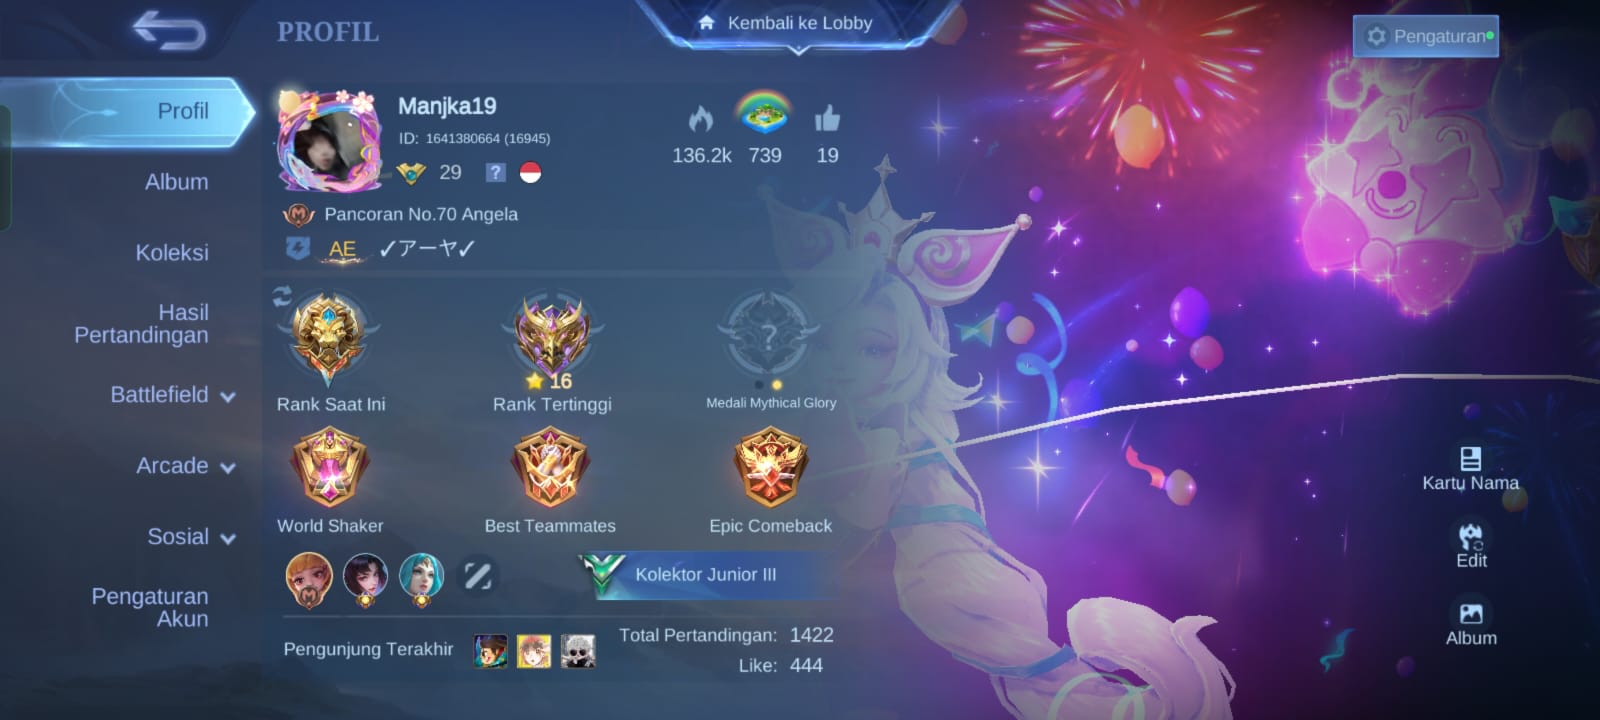 PROFIL
Kembali ke Lobby
Pengaturan
Profil
Album
Koleksi
Hasil
Pertandingan
Battlefield
Arcade
Sosial
Pengaturan
Akun
Manjka19
ID: 1641380664 (16945)
29
?
136.2k
739
19
Pancoran No.70 Angela
AE ✓アーヤ✓
16
?
Rank Saat Ini
Rank Tertinggi
Medali Mythical Glory
World Shaker
Best Teammates
Epic Comeback
Kolektor Junior III
Pengunjung Terakhir
Total Pertandingan: 1422
Like: 444
Kartu Nama
Edit
Album